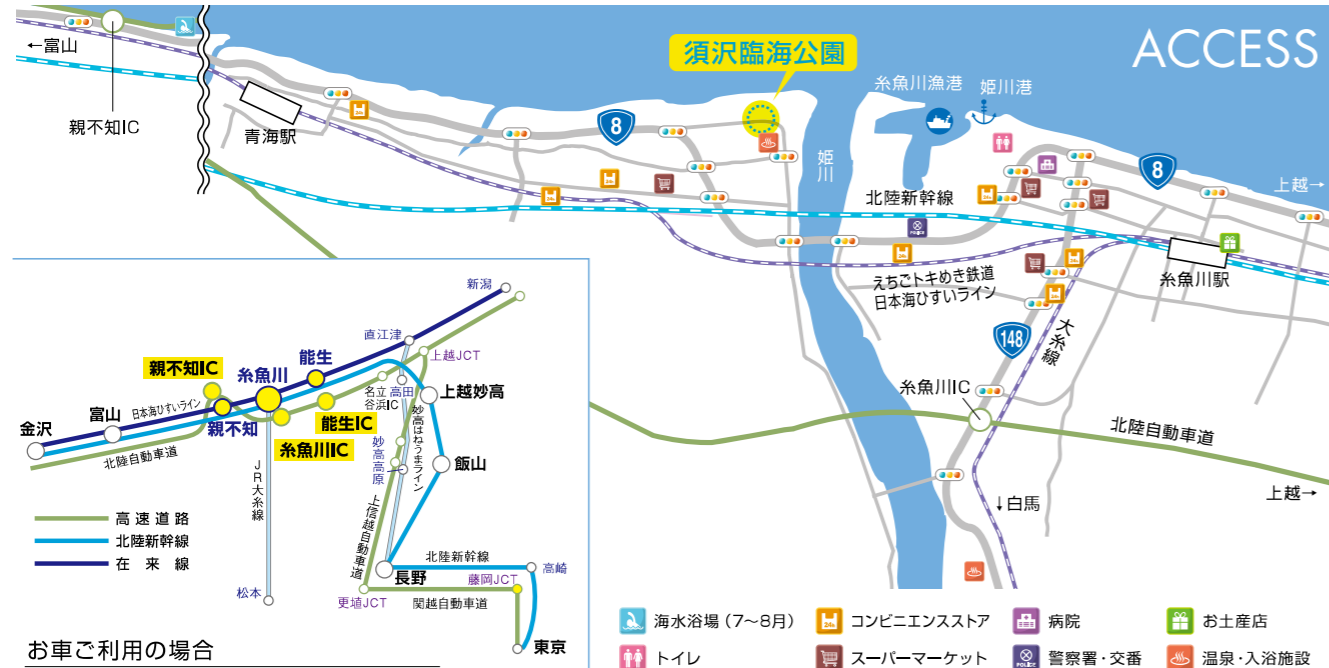 ACCESS
←富山
須沢臨海公園
糸魚川漁港
姫川港
親不知IC
青海駅
8
姫川
8
上越→
北陸新幹線
えちごトキめき鉄道
日本海ひすいライン
糸魚川駅
148
大糸線
糸魚川IC
北陸自動車道
上越→
↓白馬
新潟
直江津
上越JCT
能生
親不知IC
糸魚川
名立
谷浜IC
高田
上越妙高
富山
日本海ひすいライン
金沢
親不知
能生IC
糸魚川IC
北陸自動車道
妙高はねうまライン
妙高高原
飯山
JR大糸線
上信越自動車道
高速道路
北陸新幹線
在来線
北陸新幹線
高崎
長野
藤岡JCT
松本
更埴JCT
関越自動車道
東京
お車ご利用の場合
24h
海水浴場(7〜8月)
コンビニエンスストア
病院
お土産店
トイレ
スーパーマーケット
POLICE
警察署・交番
温泉・入浴施設